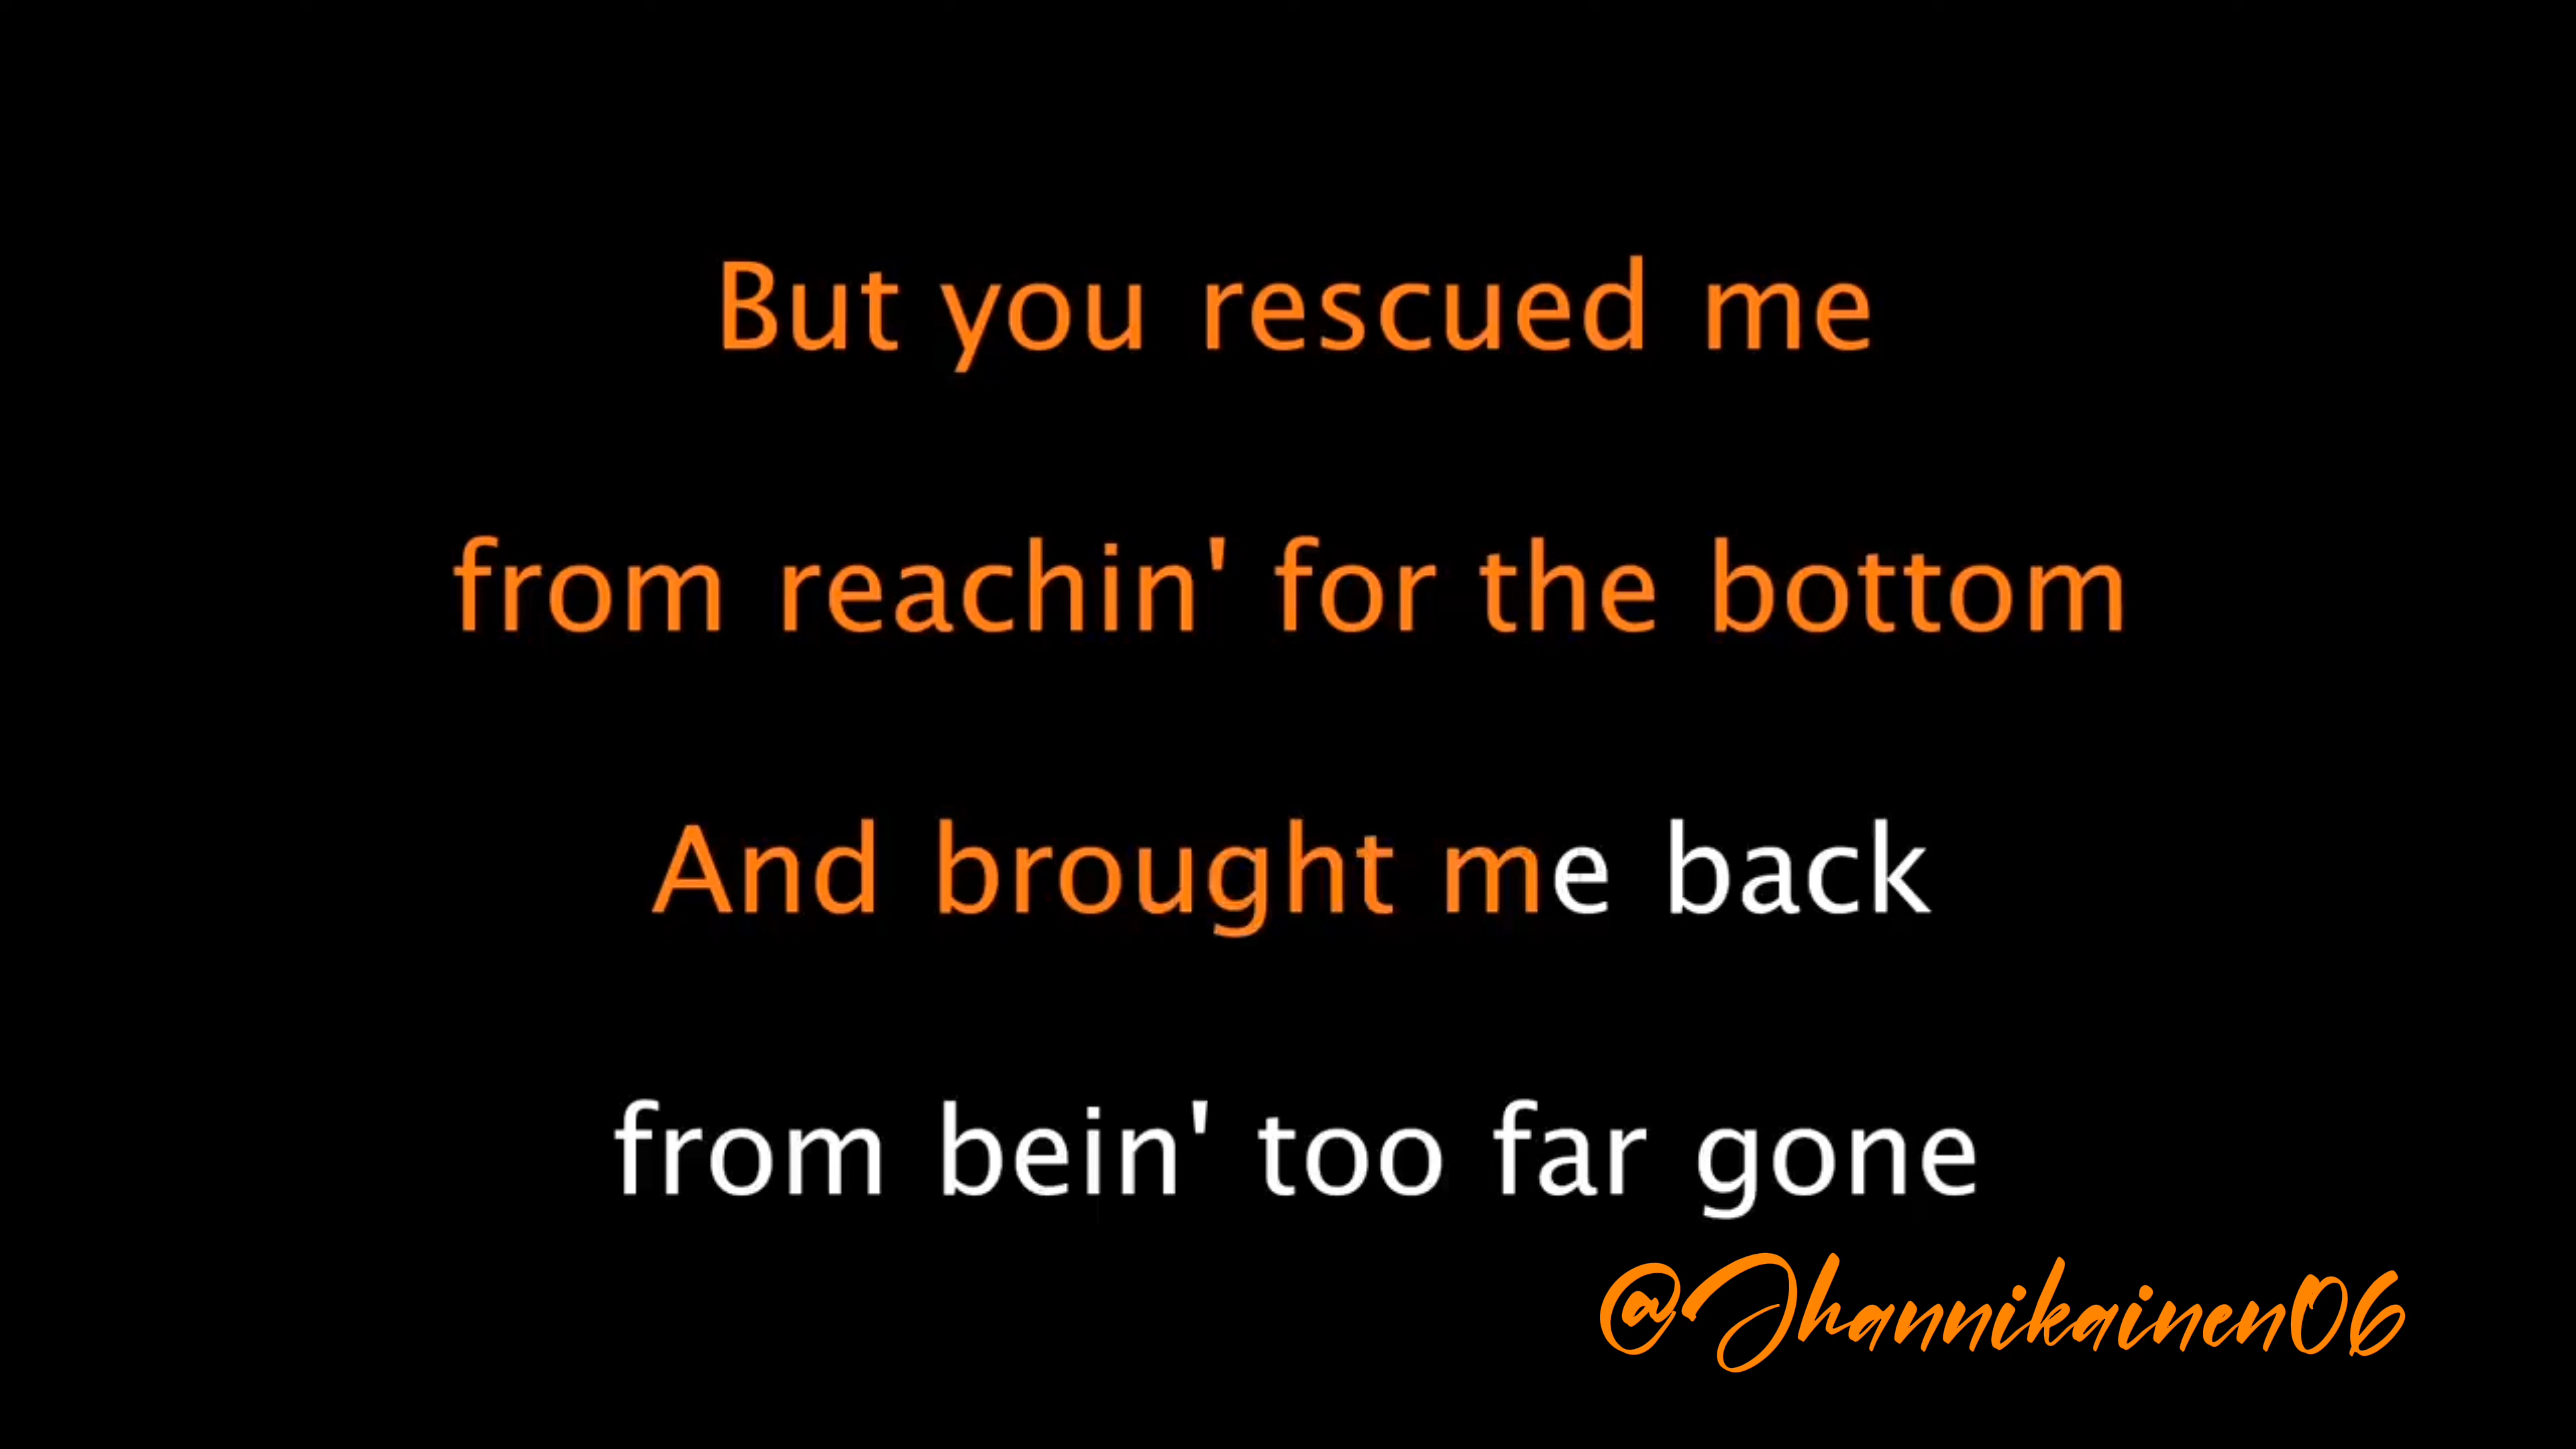 But you rescued me
from reachin' for the bottom
And brought me back
from bein' too far gone
@Jhannikainen06